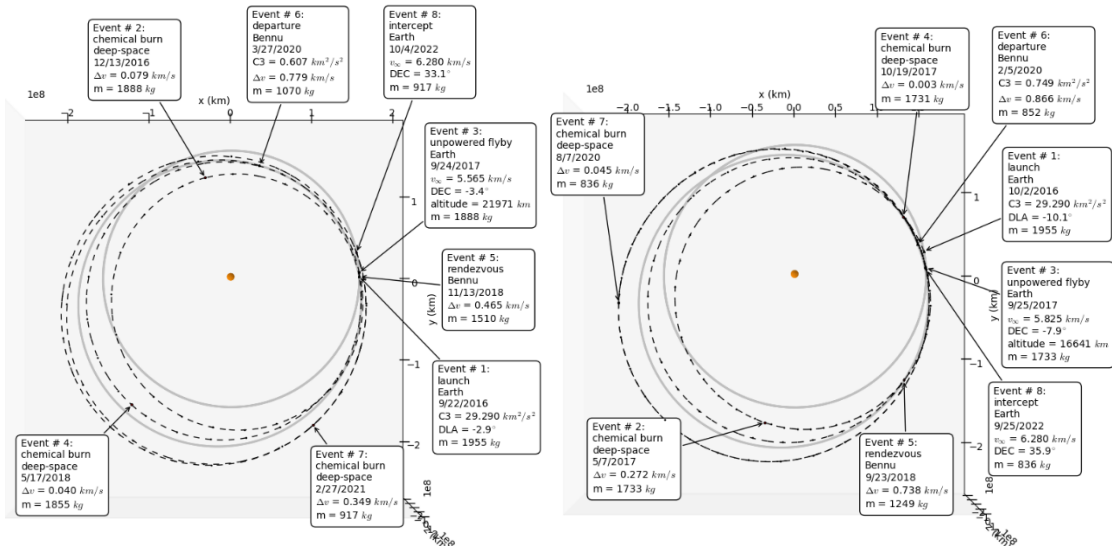 Event # 2:
chemical burn
deep-space
12/13/2016
Δv = 0.079 km/s
m = 1888 kg
Event # 6:
departure
Bennu
3/27/2020
C3 = 0.607 km²/s²
Δv = 0.779 km/s
m = 1070 kg
Event # 8:
intercept
Earth
10/4/2022
v∞ = 6.280 km/s
DEC = 33.1°
m = 917 kg
1e8
x (km)
−2
−1
0
1
2
Event # 3:
unpowered flyby
Earth
9/24/2017
v∞ = 5.565 km/s
DEC = -3.4°
altitude = 21971 km
m = 1888 kg
1
0
−1
−2
y (km)
Event # 5:
rendezvous
Bennu
11/13/2018
Δv = 0.465 km/s
m = 1510 kg
Event # 1:
launch
Earth
9/22/2016
C3 = 29.290 km²/s²
DLA = -2.9°
m = 1955 kg
Event # 4:
chemical burn
deep-space
5/17/2018
Δv = 0.040 km/s
m = 1855 kg
Event # 7:
chemical burn
deep-space
2/27/2021
Δv = 0.349 km/s
m = 917 kg
1e8
Event # 4:
chemical burn
deep-space
10/19/2017
Δv = 0.003 km/s
m = 1731 kg
Event # 6:
departure
Bennu
2/5/2020
C3 = 0.749 km²/s²
Δv = 0.866 km/s
m = 852 kg
1e8
x (km)
−2.0
−1.5
−1.0
−0.5
0.0
0.5
Event # 7:
chemical burn
deep-space
8/7/2020
Δv = 0.045 km/s
m = 836 kg
Event # 1:
launch
Earth
10/2/2016
C3 = 29.290 km²/s²
DLA = -10.1°
m = 1955 kg
1
0
−1
−2
y (km)
Event # 3:
unpowered flyby
Earth
9/25/2017
v∞ = 5.825 km/s
DEC = -7.9°
altitude = 16641 km
m = 1733 kg
Event # 8:
intercept
Earth
9/25/2022
v∞ = 6.280 km/s
DEC = 35.9°
m = 836 kg
Event # 2:
chemical burn
deep-space
5/7/2017
Δv = 0.272 km/s
m = 1733 kg
Event # 5:
rendezvous
Bennu
9/23/2018
Δv = 0.738 km/s
m = 1249 kg
1e8